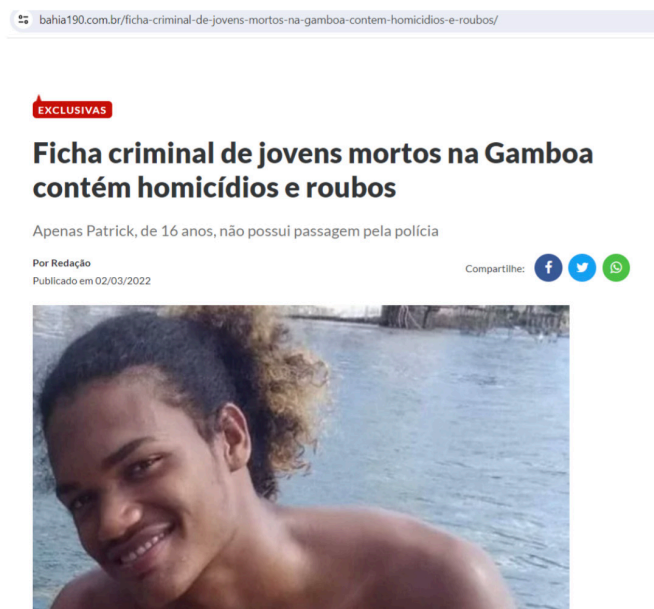 bahia190.com.br/ficha-criminal-de-jovens-mortos-na-gamboa-contem-homicidios-e-roubos/
EXCLUSIVAS
Ficha criminal de jovens mortos na Gamboa
contém homicídios e roubos
Apenas Patrick, de 16 anos, não possui passagem pela polícia
Por Redação
Publicado em 02/03/2022
Compartilhe: